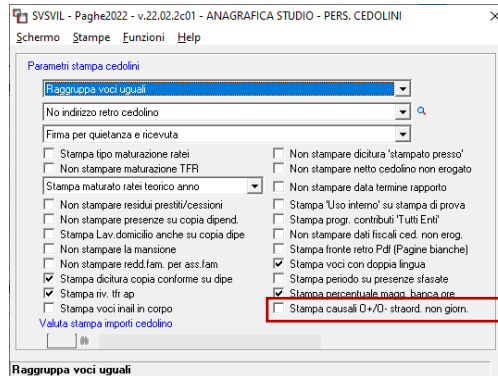 SVSVIL - Paghe2022 - v.22.02.2c01 - ANAGRAFICA STUDIO - PERS. CEDOLINI
Schermo Stampe Funzioni Help
Parametri stampa cedolini
Raggruppa voci uguali
No indirizzo retro cedolino
Firma per quietanza e ricevuta
Stampa tipo maturazione ratei
Non stampare maturazione TFR
Stampa maturato ratei teorico anno
Non stampare residui prestiti/cessioni
Non stampare presenze su copia dipend.
Stampa Lav.domicilio anche su copia dipe
Non stampare la mansione
Non stampare redd.fam. per ass.fam
Stampa dicitura copia conforme su dipe
Stampa riv. tfr ap
Stampa voci inail in corpo
Non stampare dicitura 'stampato presso'
Non stampare netto cedolino non erogato
Non stampare data termine rapporto
Stampa 'Uso interno' su stampa di prova
Stampa progr. contributi 'Tutti Enti'
Non stampare dati fiscali ced. non erog.
Stampa fronte retro Pdf (Pagine bianche)
Stampa voci con doppia lingua
Stampa periodo su presenze sfasate
Stampa percentuale magg. banca ore
Stampa causali 0+/0- straord. non giorn.
Valuta stampa importi cedolino
Raggruppa voci uguali